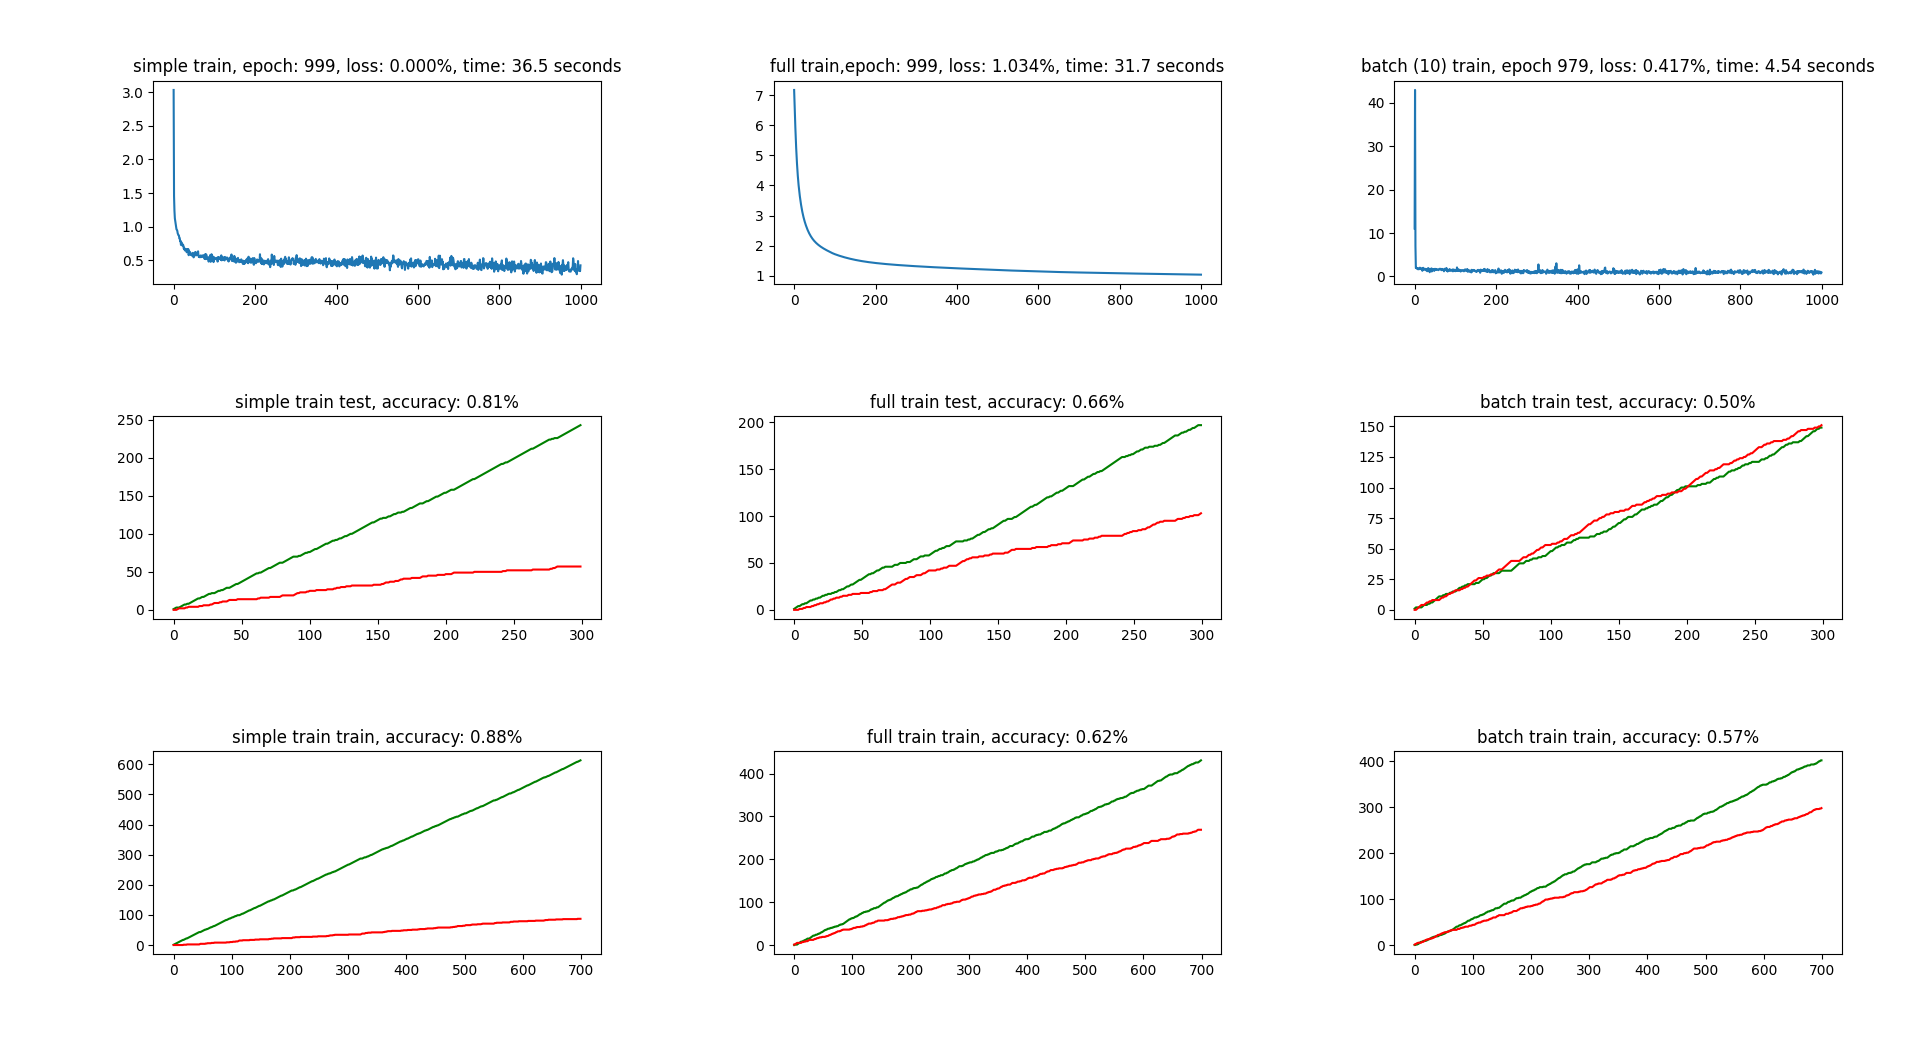 simple train, epoch: 999, loss: 0.000%, time: 36.5 seconds
3.0
2.5
2.0
1.5
1.0
0.5
0 200 400 600 800 1000
full train,epoch: 999, loss: 1.034%, time: 31.7 seconds
7
6
5
4
3
2
1
0 200 400 600 800 1000
batch (10) train, epoch 979, loss: 0.417%, time: 4.54 seconds
40
30
20
10
0
0 200 400 600 800 1000
simple train test, accuracy: 0.81%
250
200
150
100
50
0
0 50 100 150 200 250 300
full train test, accuracy: 0.66%
200
150
100
50
0
0 50 100 150 200 250 300
batch train test, accuracy: 0.50%
150
125
100
75
50
25
0
0 50 100 150 200 250 300
simple train train, accuracy: 0.88%
600
500
400
300
200
100
0
0 100 200 300 400 500 600 700
full train train, accuracy: 0.62%
400
300
200
100
0
0 100 200 300 400 500 600 700
batch train train, accuracy: 0.57%
400
300
200
100
0
0 100 200 300 400 500 600 700